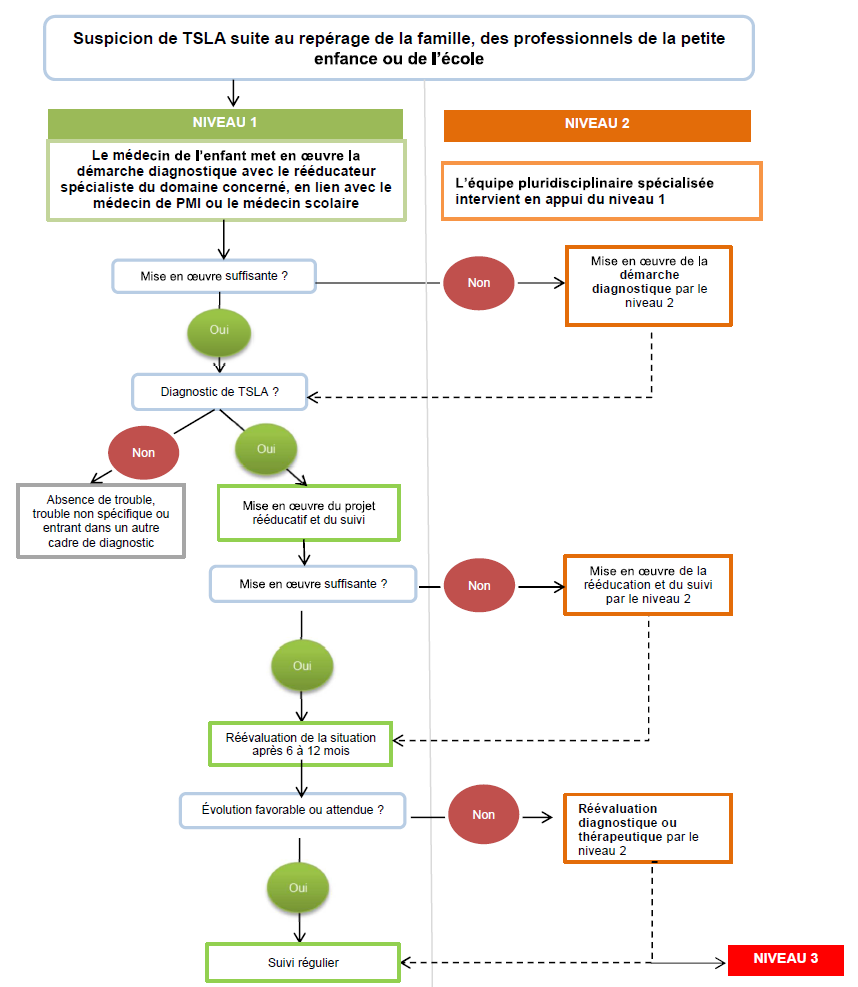 Suspicion de TSLA suite au repérage de la famille, des professionnels de la petite
enfance ou de l'école
NIVEAU 1
Le médecin de l'enfant met en œuvre la
démarche diagnostique avec le rééducateur
spécialiste du domaine concerné, en lien avec le
médecin de PMI ou le médecin scolaire
NIVEAU 2
L'équipe pluridisciplinaire spécialisée
intervient en appui du niveau 1
Mise en œuvre suffisante ?
Non
Mise en œuvre de la
démarche
diagnostique par le
niveau 2
Oui
Diagnostic de TSLA ?
Non
Oui
Absence de trouble,
trouble non spécifique ou
entrant dans un autre
cadre de diagnostic
Mise en œuvre du projet
rééducatif et du suivi
Mise en œuvre suffisante ?
Non
Mise en œuvre de la
rééducation et du suivi
par le niveau 2
Oui
Réévaluation de la situation
après 6 à 12 mois
Évolution favorable ou attendue ?
Non
Réévaluation
diagnostique ou
thérapeutique par le
niveau 2
Oui
Suivi régulier
NIVEAU 3